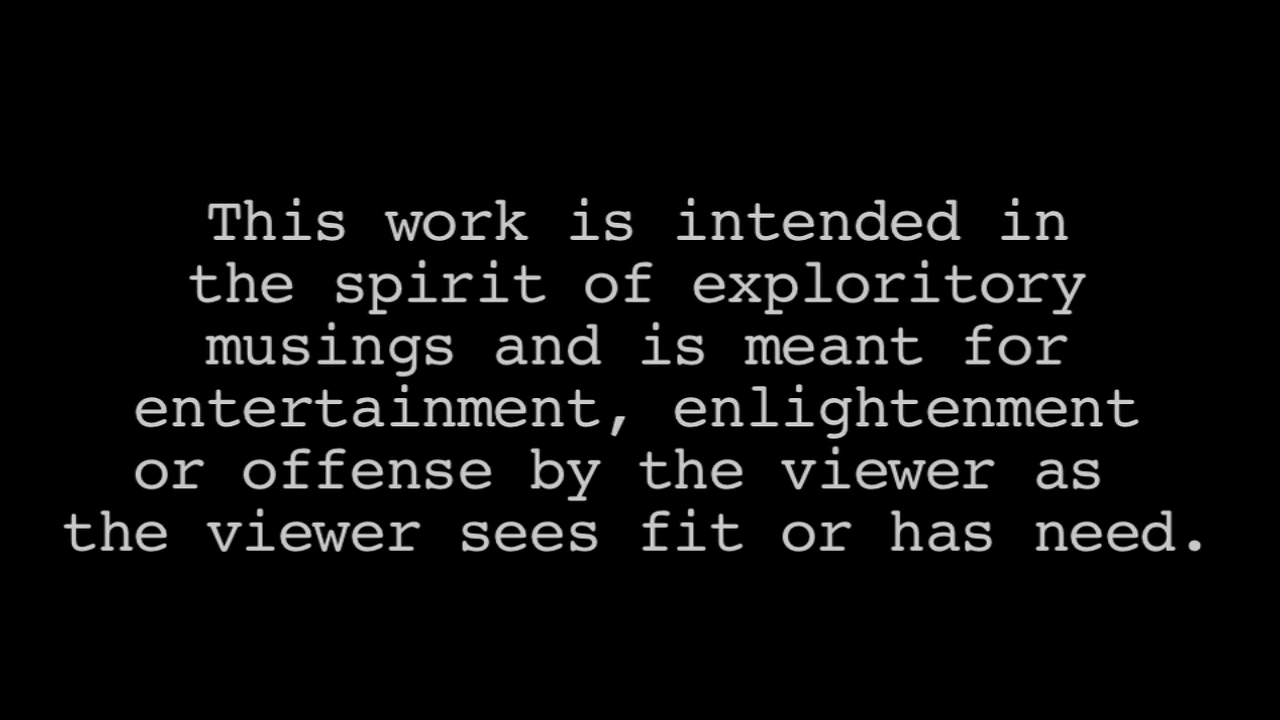 This work is intended in
the spirit of exploritory
musings and is meant for
entertainment, enlightenment
or offense by the viewer as
the viewer sees fit or has need.